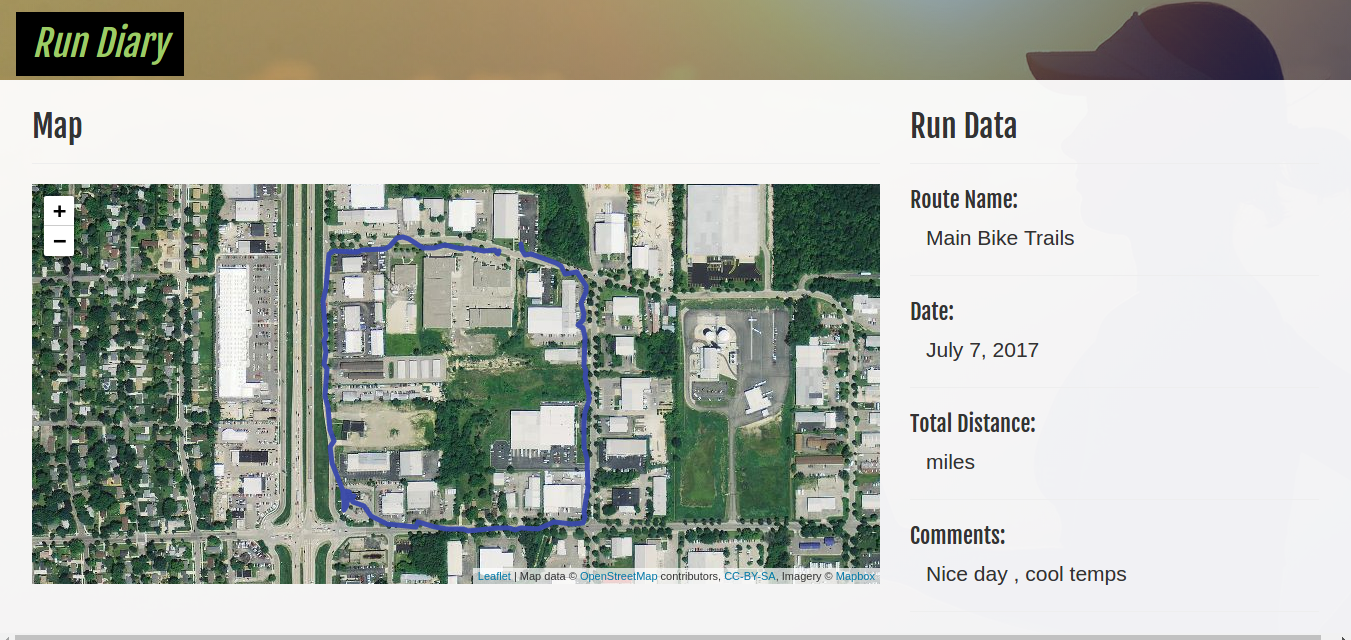 Run Diary
Map
+
−
Leaflet | Map data © OpenStreetMap contributors, CC-BY-SA, Imagery © Mapbox
Run Data
Route Name:
Main Bike Trails
Date:
July 7, 2017
Total Distance:
miles
Comments:
Nice day , cool temps